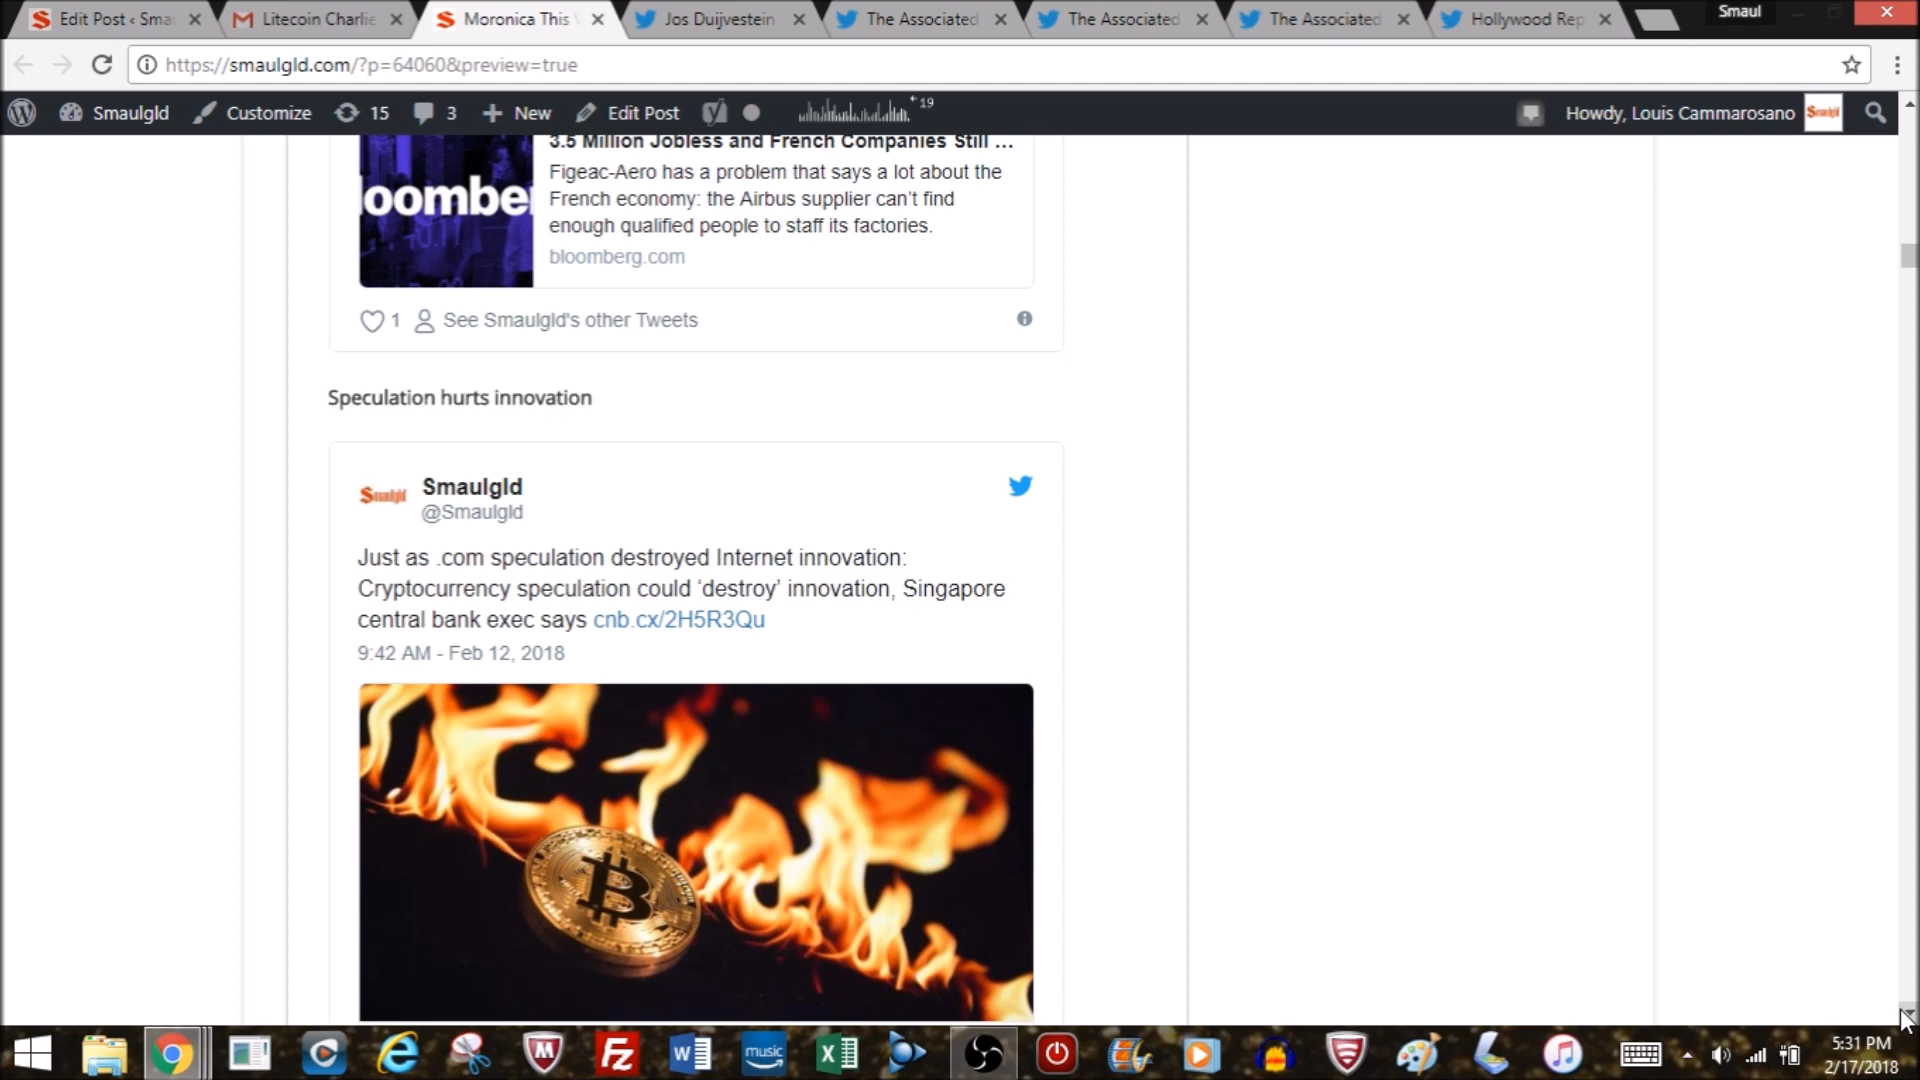 Edit Post ‹ Sma
Litecoin Charlie
Moronica This
Jos Duijvestein
The Associated
The Associated
The Associated
Hollywood Rep
Smaul
https://smaulgld.com/?p=64060&preview=true
Smaulgld
Customize
15
3
New
Edit Post
19
Howdy, Louis Cammarosano
Smaulgld
3.5 Million Jobless and French Companies Still ...
Figeac-Aero has a problem that says a lot about the
French economy: the Airbus supplier can't find
enough qualified people to staff its factories.
bloomberg.com
loomber
1
See Smaulgld's other Tweets
Speculation hurts innovation
Smaulgld
Smaulgld
@Smaulgld
Just as .com speculation destroyed Internet innovation:
Cryptocurrency speculation could ‘destroy’ innovation, Singapore
central bank exec says cnb.cx/2H5R3Qu
9:42 AM - Feb 12, 2018
music
5:31 PM
2/17/2018